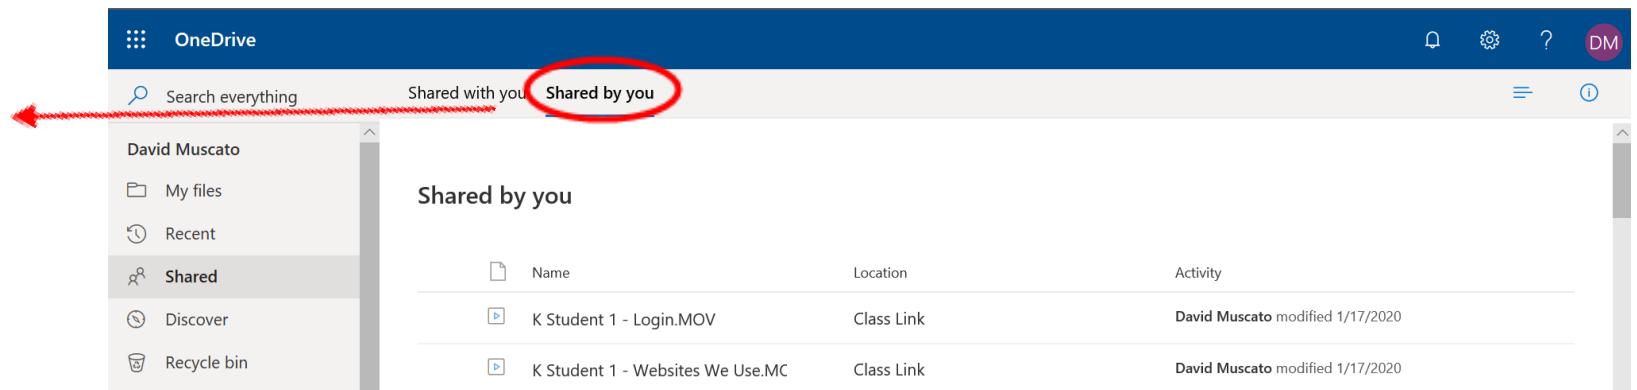 OneDrive
? DM
Search everything
Shared with you Shared by you
David Muscato
My files
Recent
Shared
Discover
Recycle bin
Shared by you
Name Location Activity
K Student 1 - Login.MOV Class Link David Muscato modified 1/17/2020
K Student 1 - Websites We Use.MC Class Link David Muscato modified 1/17/2020